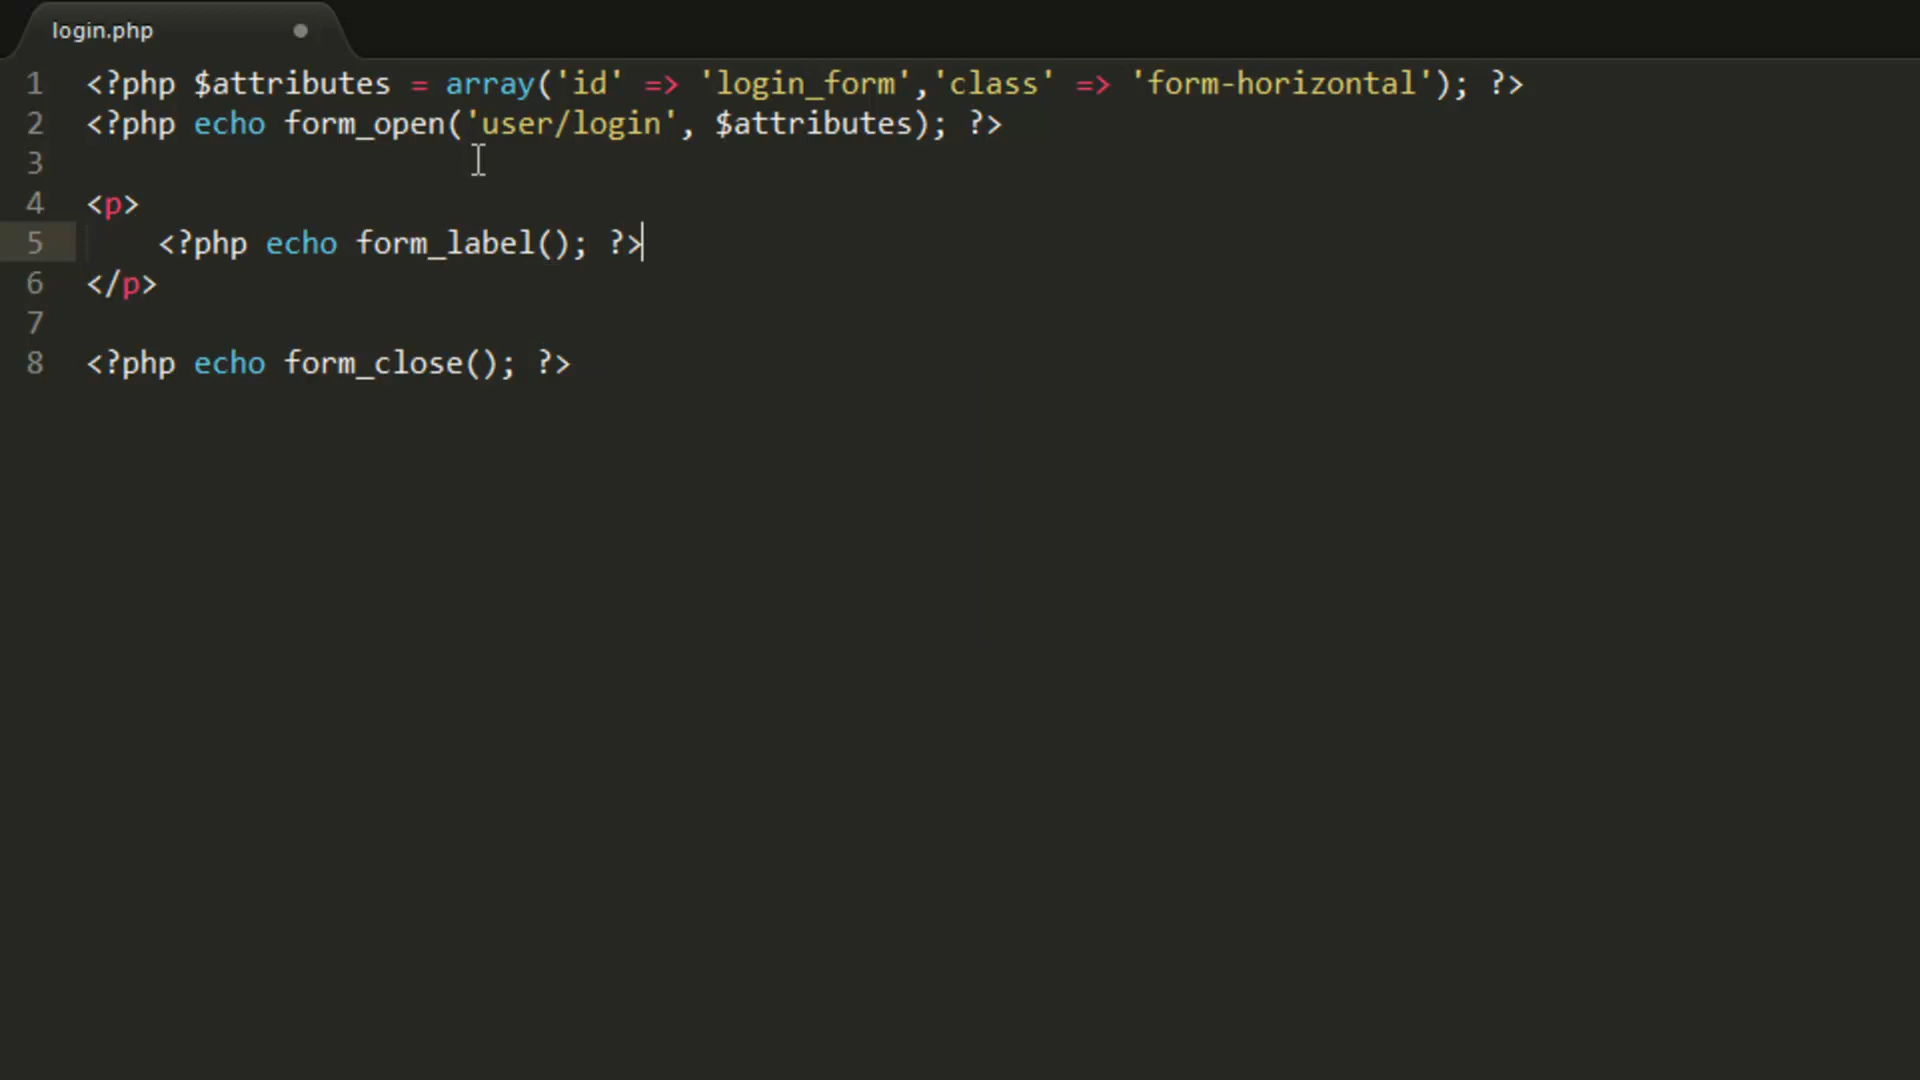 login.php
1 <?php $attributes = array('id' => 'login_form','class' => 'form-horizontal'); ?>
2 <?php echo form_open('user/login', $attributes); ?>
3
4 <p>
5     <?php echo form_label(); ?>
6 </p>
7
8 <?php echo form_close(); ?>